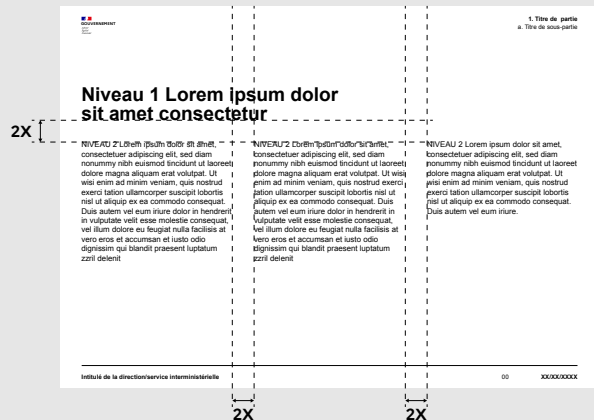 GOUVERNEMENT
1. Titre de partie
a. Titre de sous-partie
Niveau 1 Lorem ipsum dolor
sit amet consectetur
2X
NIVEAU 2 Lorem ipsum dolor sit amet,
consectetuer adipiscing elit, sed diam
nonummy nibh euismod tincidunt ut laoreet
dolore magna aliquam erat volutpat. Ut
wisi enim ad minim veniam, quis nostrud
exerci tation ullamcorper suscipit lobortis
nisl ut aliquip ex ea commodo consequat.
Duis autem vel eum iriure dolor in hendrerit
in vulputate velit esse molestie consequat,
vel illum dolore eu feugiat nulla facilisis at
vero eros et accumsan et iusto odio
dignissim qui blandit praesent luptatum
zzril delenit
NIVEAU 2 Lorem ipsum dolor sit amet,
consectetuer adipiscing elit, sed diam
nonummy nibh euismod tincidunt ut laoreet
dolore magna aliquam erat volutpat. Ut wisi
enim ad minim veniam, quis nostrud exerci
tation ullamcorper suscipit lobortis nisl ut
aliquip ex ea commodo consequat. Duis
autem vel eum iriure dolor in hendrerit in
vulputate velit esse molestie consequat, vel
illum dolore eu feugiat nulla facilisis at
vero eros et accumsan et iusto odio
dignissim qui blandit praesent luptatum
zzril delenit
NIVEAU 2 Lorem ipsum dolor sit amet,
consectetuer adipiscing elit, sed diam
nonummy nibh euismod tincidunt ut laoreet
dolore magna aliquam erat volutpat. Ut
wisi enim ad minim veniam, quis nostrud
exerci tation ullamcorper suscipit lobortis
nisl ut aliquip ex ea commodo consequat.
Duis autem vel eum iriure.
Intitulé de la direction/service interministérielle
00
XX/XX/XXXX
2X
2X